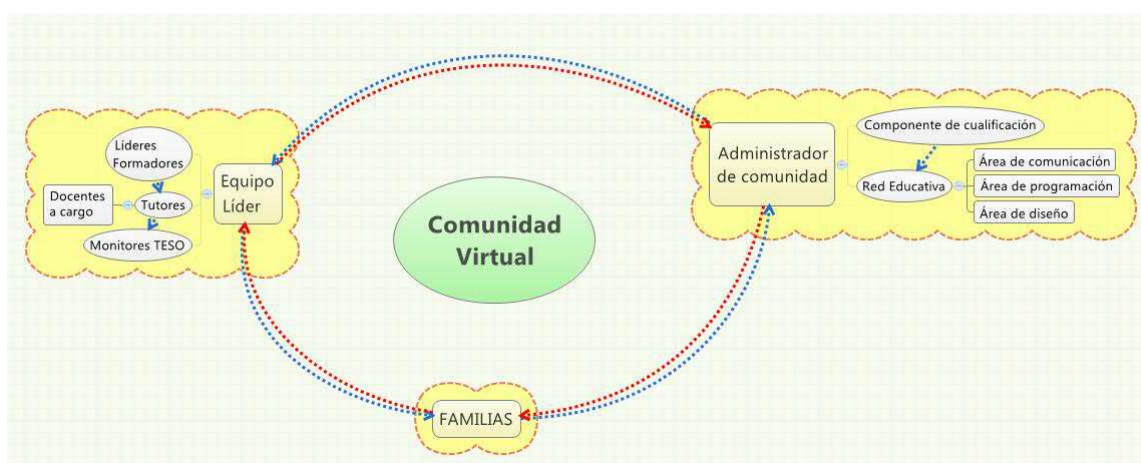 Líderes
Formadores
Docentes
a cargo
Tutores
Monitores TESO
Equipo
Líder
Comunidad
Virtual
Administrador
de comunidad
Componente de cualificación
Red Educativa
Área de comunicación
Área de programación
Área de diseño
FAMILIAS